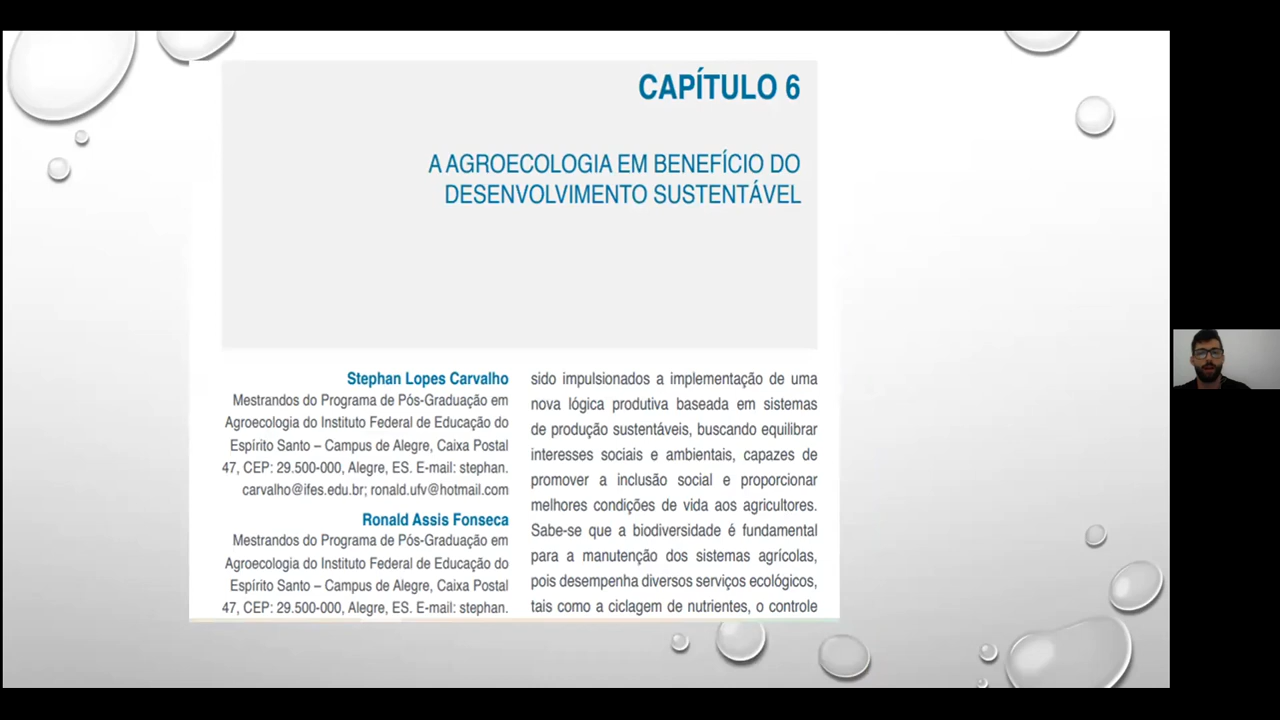 CAPÍTULO 6
A AGROECOLOGIA EM BENEFÍCIO DO
DESENVOLVIMENTO SUSTENTÁVEL
Stephan Lopes Carvalho
Mestrandos do Programa de Pós-Graduação em
Agroecologia do Instituto Federal de Educação do
Espírito Santo – Campus de Alegre, Caixa Postal
47, CEP: 29.500-000, Alegre, ES. E-mail: stephan.
carvalho@ifes.edu.br; ronald.ufv@hotmail.com
Ronald Assis Fonseca
Mestrandos do Programa de Pós-Graduação em
Agroecologia do Instituto Federal de Educação do
Espírito Santo – Campus de Alegre, Caixa Postal
47, CEP: 29.500-000, Alegre, ES. E-mail: stephan.
sido impulsionados a implementação de uma
nova lógica produtiva baseada em sistemas
de produção sustentáveis, buscando equilibrar
interesses sociais e ambientais, capazes de
promover a inclusão social e proporcionar
melhores condições de vida aos agricultores.
Sabe-se que a biodiversidade é fundamental
para a manutenção dos sistemas agrícolas,
pois desempenha diversos serviços ecológicos,
tais como a ciclagem de nutrientes, o controle